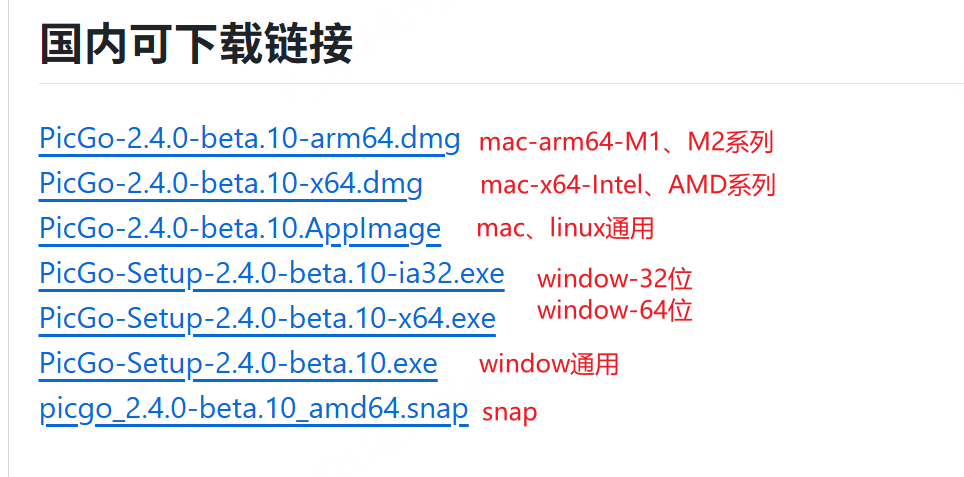 国内可下载链接
PicGo-2.4.0-beta.10-arm64.dmg mac-arm64-M1、M2系列
PicGo-2.4.0-beta.10-x64.dmg mac-x64-Intel、AMD系列
PicGo-2.4.0-beta.10.AppImage mac、linux通用
PicGo-Setup-2.4.0-beta.10-ia32.exe window-32位
PicGo-Setup-2.4.0-beta.10-x64.exe window-64位
PicGo-Setup-2.4.0-beta.10.exe window通用
picgo_2.4.0-beta.10_amd64.snap snap